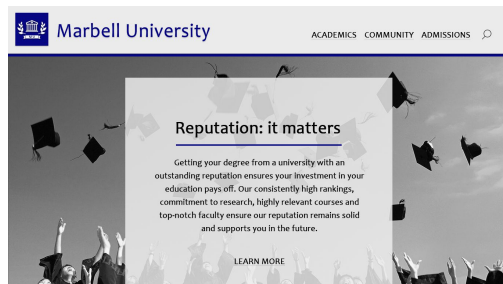 Marbell University
ACADEMICS COMMUNITY ADMISSIONS
Reputation: it matters
Getting your degree from a university with an
outstanding reputation ensures your investment in your
education pays off. Our consistently high rankings,
commitment to research, highly relevant courses and
top-notch faculty ensure our reputation remains solid
and supports you in the future.
LEARN MORE